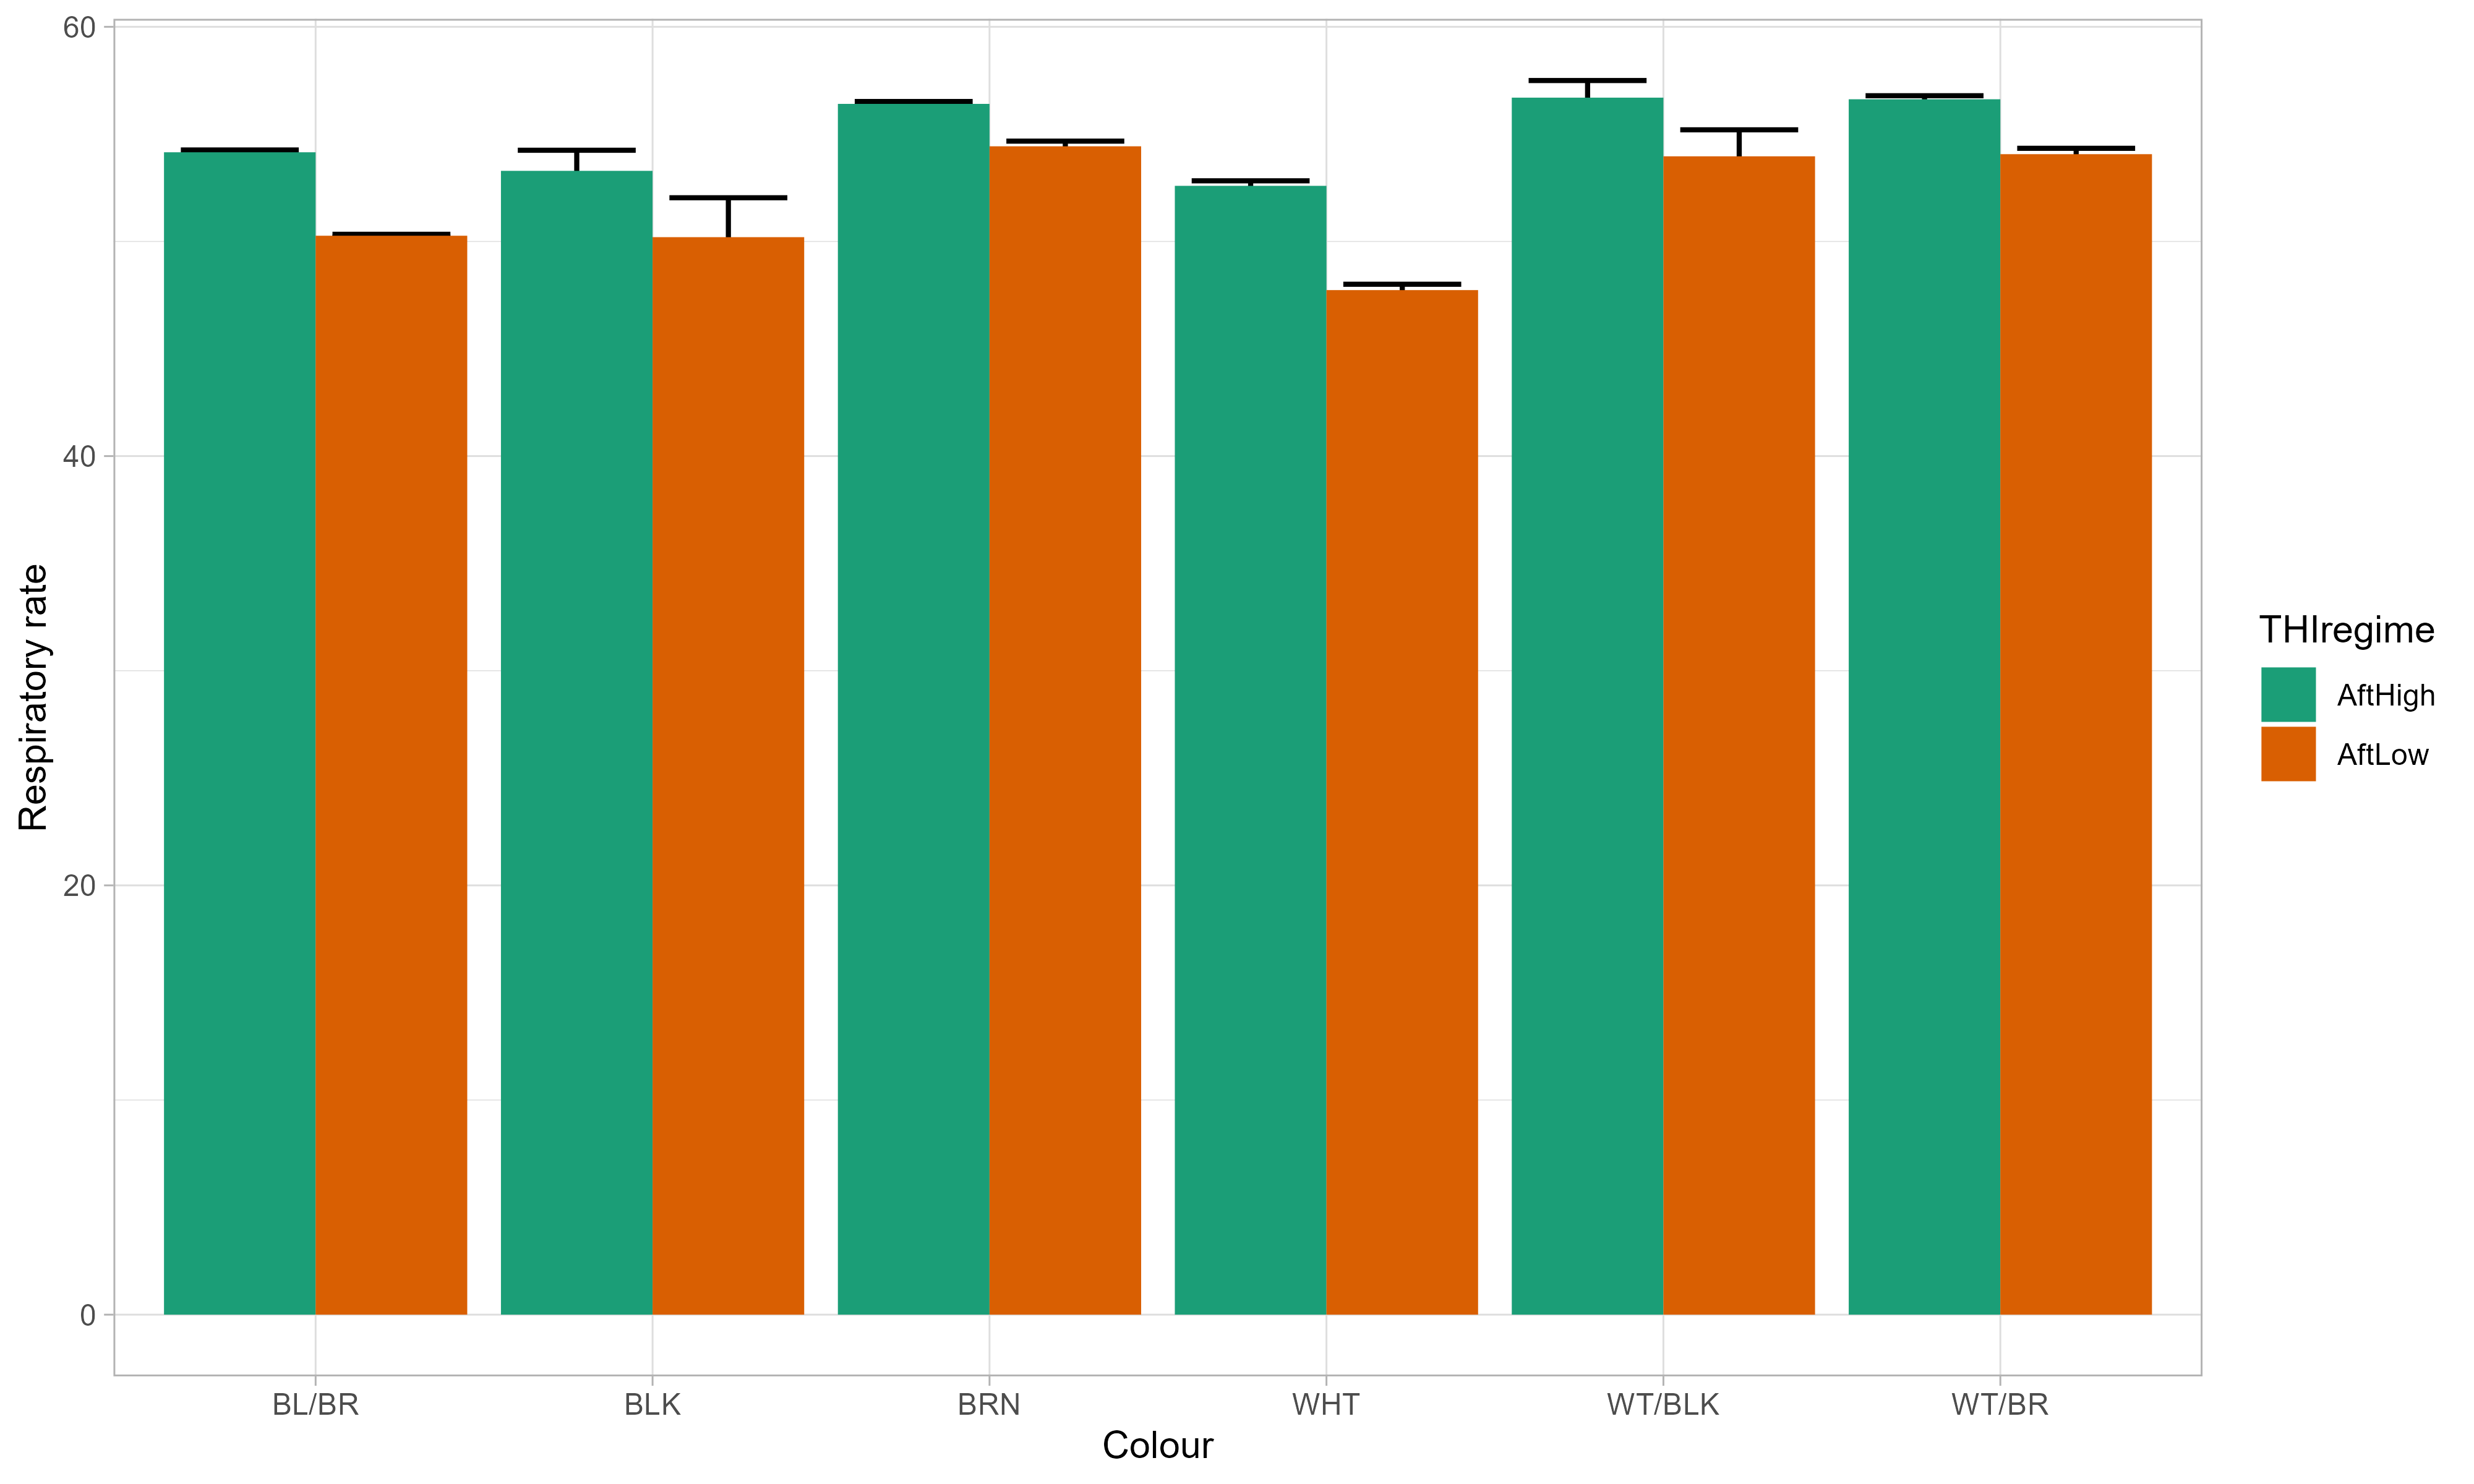 60
40
20
0
Respiratory rate
BL/BR BLK BRN WHT WT/BLK WT/BR
Colour
THIregime
AftHigh
AftLow